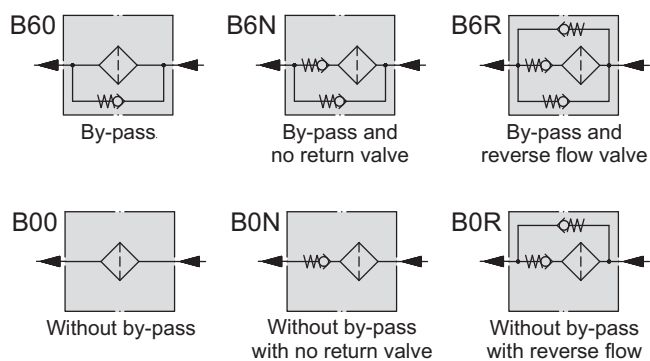 B60
B6N
B6R
By-pass
By-pass and
no return valve
By-pass and
reverse flow valve
B00
B0N
B0R
Without by-pass
Without by-pass
with no return valve
Without by-pass
with reverse flow